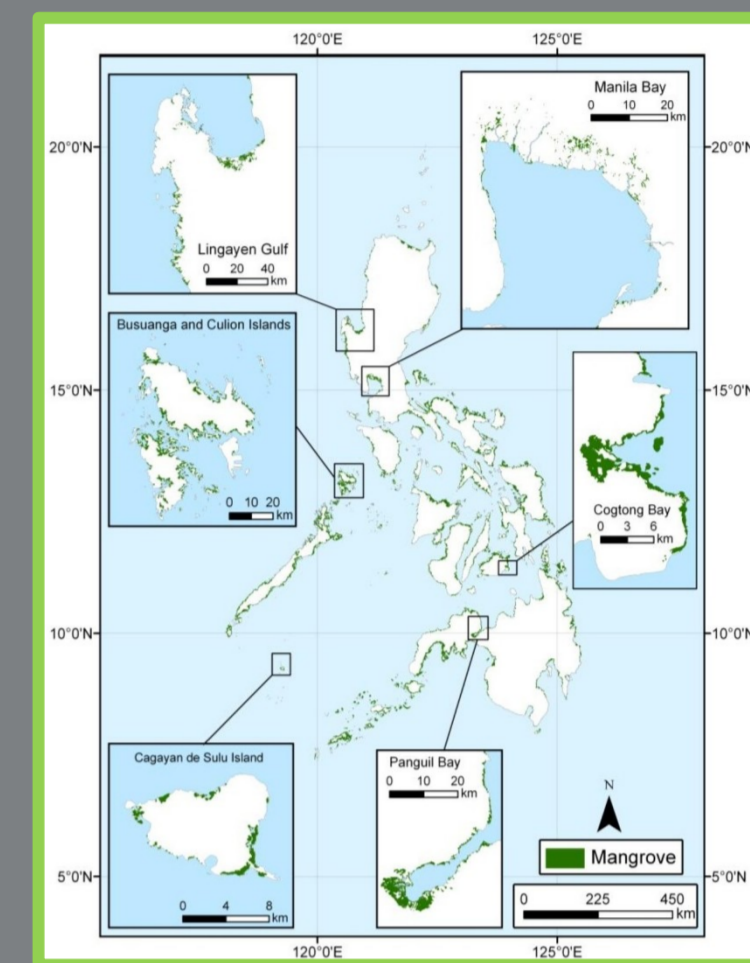 120°0'E
125°0'E
20°0'N
20°0'N
Manila Bay
0 10 20
km
Lingayen Gulf
0 20 40
km
Busuanga and Culion Islands
0 10 20
km
15°0'N
15°0'N
Cogtong Bay
0 3 6
km
10°0'N
10°0'N
Cagayan de Sulu Island
0 4 8
km
Panguil Bay
0 10 20
km
N
Mangrove
5°0'N
5°0'N
0 225 450
km
120°0'E
125°0'E